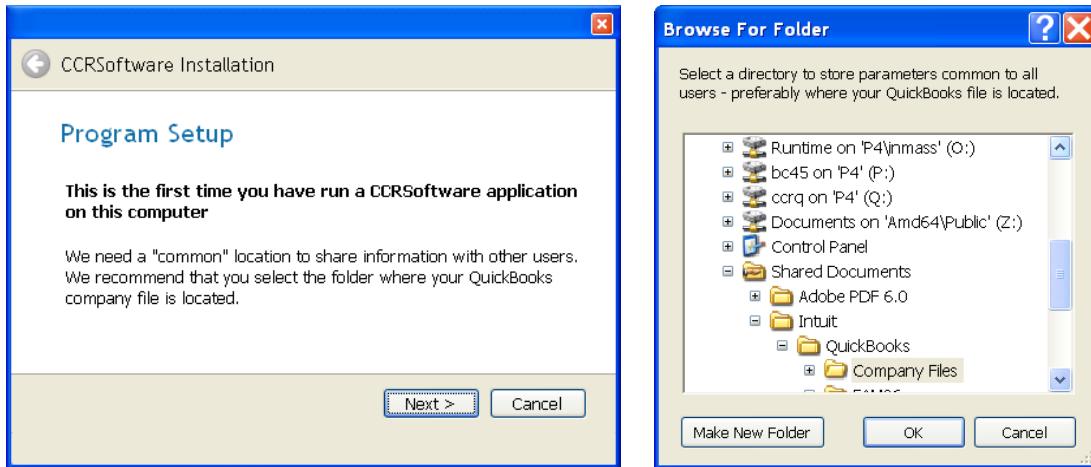 CCRSoftware Installation
Program Setup
This is the first time you have run a CCRSoftware application
on this computer
We need a "common" location to share information with other users.
We recommend that you select the folder where your QuickBooks
company file is located.
Next >
Cancel
Browse For Folder
Select a directory to store parameters common to all
users - preferably where your QuickBooks file is located.
Runtime on 'P4\inmass' (O:)
bc45 on 'P4' (P:)
ccrq on 'P4' (Q:)
Documents on 'Amd64\Public' (Z:)
Control Panel
Shared Documents
Adobe PDF 6.0
Intuit
QuickBooks
Company Files
Make New Folder
OK
Cancel